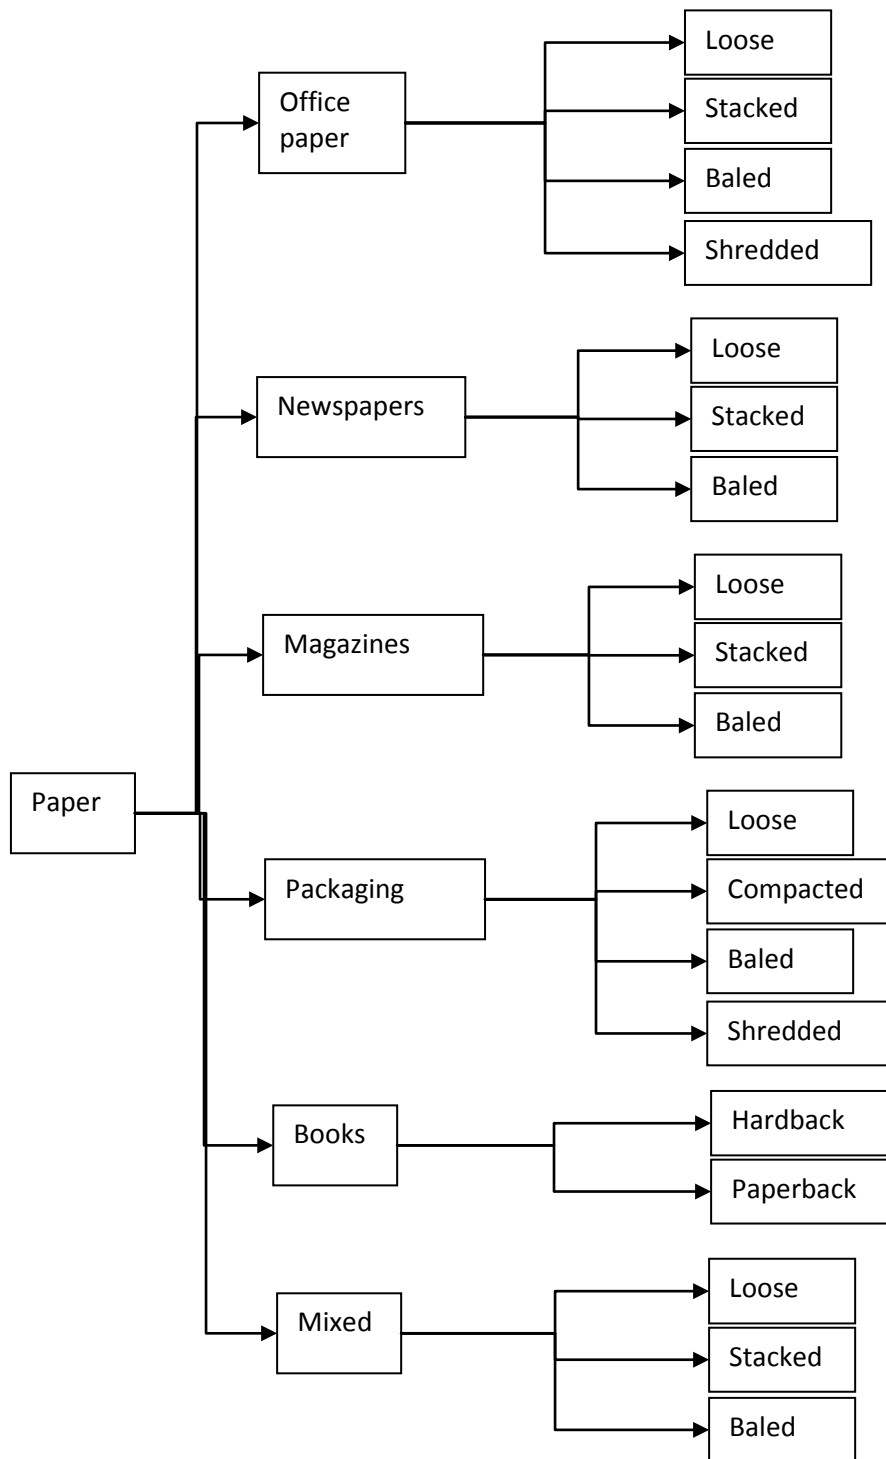 Paper
Office
paper
Loose
Stacked
Baled
Shredded
Newspapers
Loose
Stacked
Baled
Magazines
Loose
Stacked
Baled
Packaging
Loose
Compacted
Baled
Shredded
Books
Hardback
Paperback
Mixed
Loose
Stacked
Baled